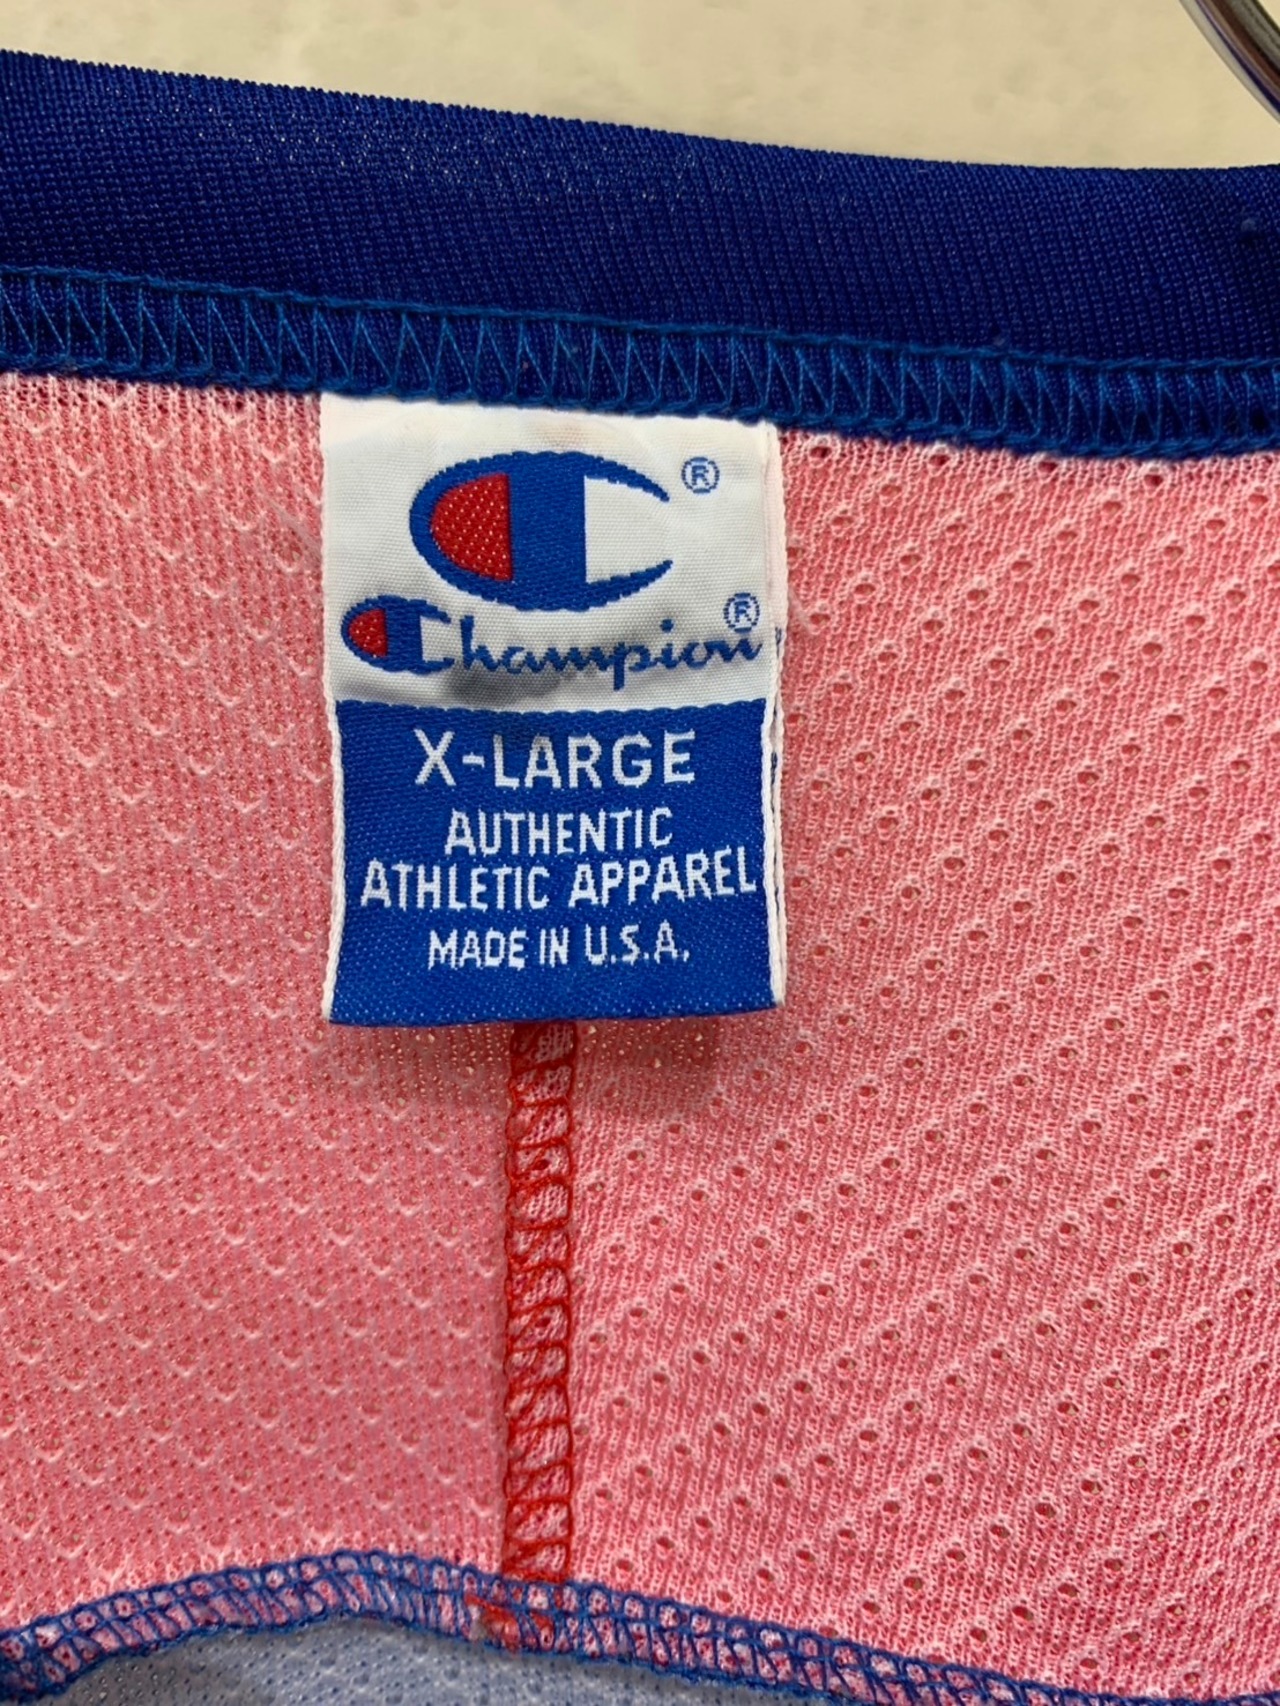 ®
Champion®
X-LARGE
AUTHENTIC
ATHLETIC APPAREL
MADE IN U.S.A.